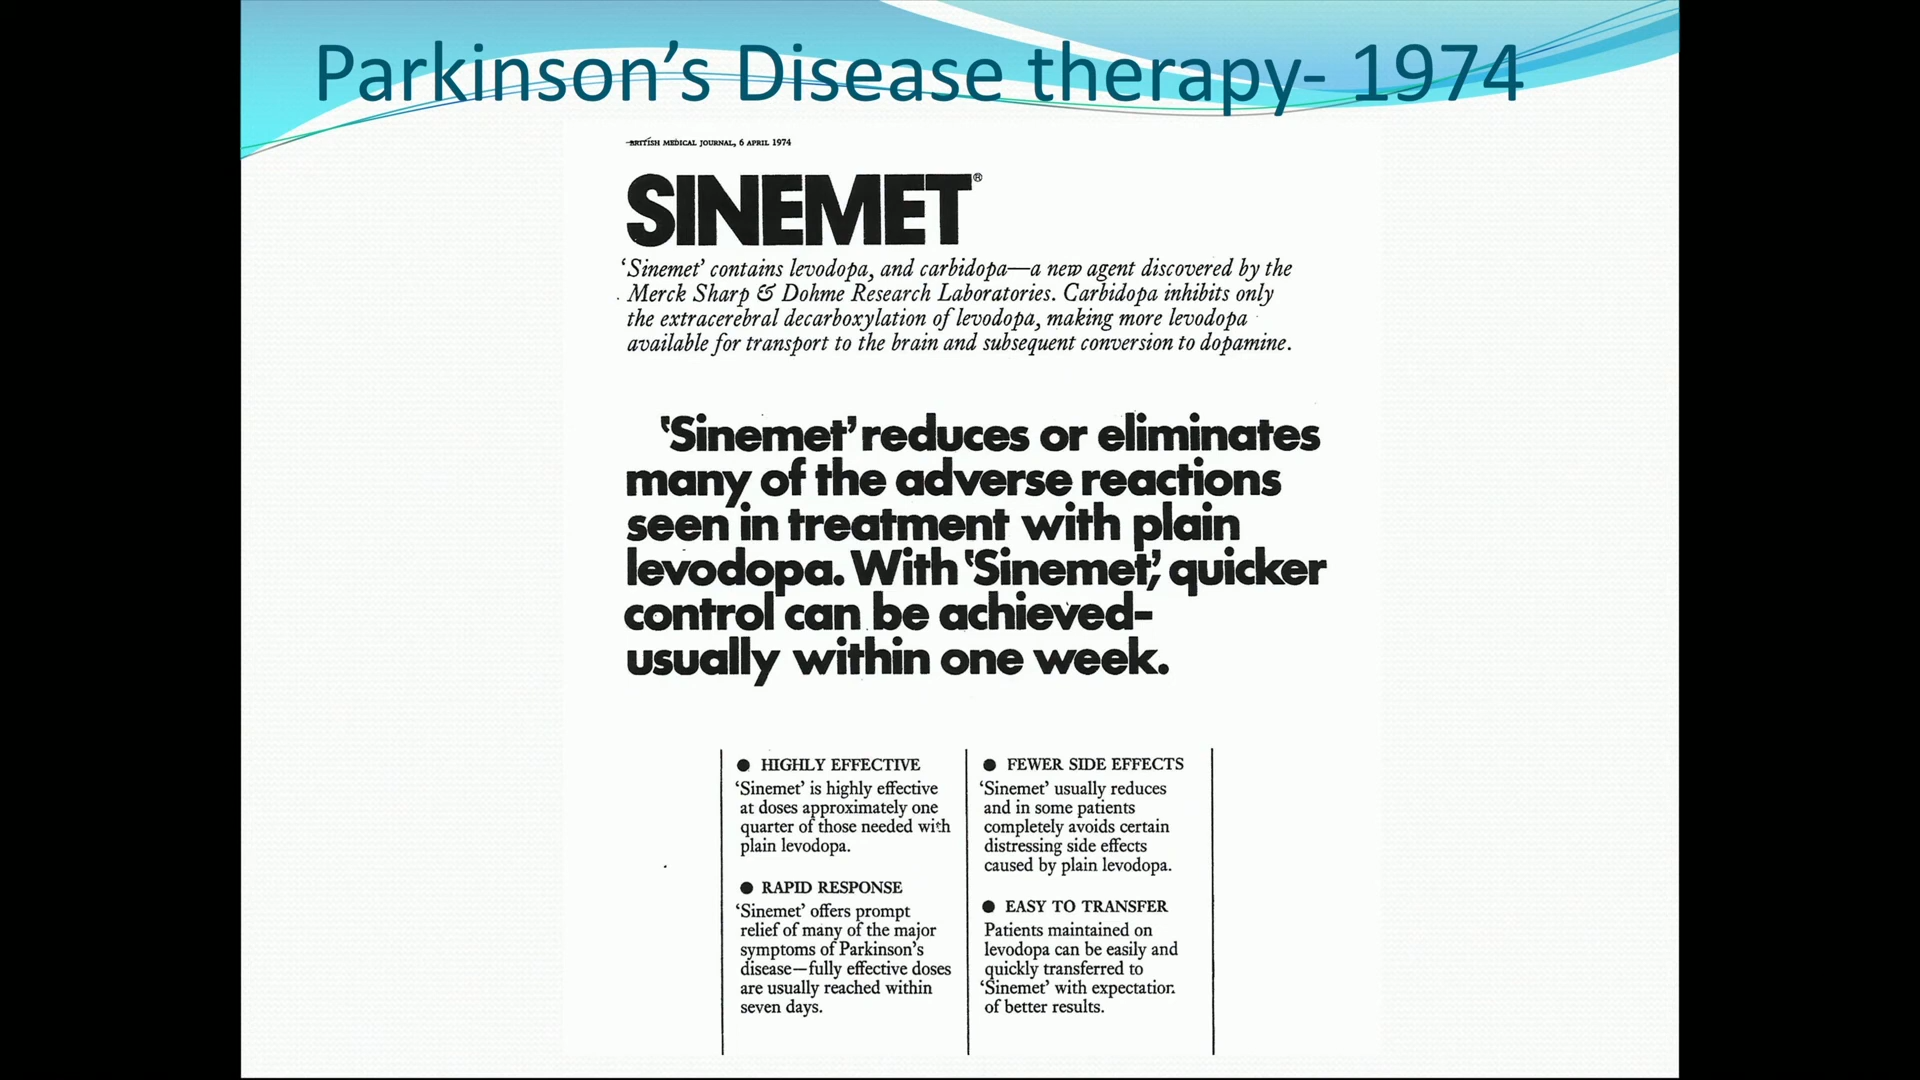 Parkinson's Disease therapy- 1974
BRITISH MEDICAL JOURNAL, 6 APRIL 1974
SINEMET®
'Sinemet' contains levodopa, and carbidopa—a new agent discovered by the
Merck Sharp & Dohme Research Laboratories. Carbidopa inhibits only
the extracerebral decarboxylation of levodopa, making more levodopa
available for transport to the brain and subsequent conversion to dopamine.
'Sinemet' reduces or eliminates
many of the adverse reactions
seen in treatment with plain
levodopa. With 'Sinemet', quicker
control can be achieved-
usually within one week.
● HIGHLY EFFECTIVE
'Sinemet' is highly effective
at doses approximately one
quarter of those needed with
plain levodopa.
● RAPID RESPONSE
'Sinemet' offers prompt
relief of many of the major
symptoms of Parkinson's
disease—fully effective doses
are usually reached within
seven days.
● FEWER SIDE EFFECTS
'Sinemet' usually reduces
and in some patients
completely avoids certain
distressing side effects
caused by plain levodopa.
● EASY TO TRANSFER
Patients maintained on
levodopa can be easily and
quickly transferred to
'Sinemet' with expectation
of better results.